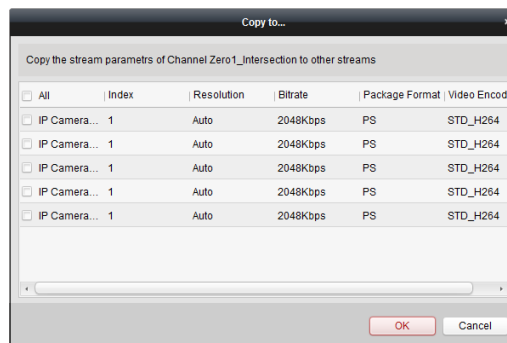 Copy to...
Copy the stream parametrs of Channel Zero1_Intersection to other streams
All Index Resolution Bitrate Package Format Video Encod
IP Camera... 1 Auto 2048Kbps PS STD_H264
IP Camera... 1 Auto 2048Kbps PS STD_H264
IP Camera... 1 Auto 2048Kbps PS STD_H264
IP Camera... 1 Auto 2048Kbps PS STD_H264
IP Camera... 1 Auto 2048Kbps PS STD_H264
OK Cancel